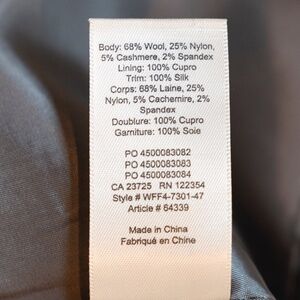 Body: 68% Wool, 25% Nylon,
5% Cashmere, 2% Spandex
Lining: 100% Cupro
Trim: 100% Silk
Corps: 68% Laine, 25%
Nylon, 5% Cachemire, 2%
Spandex
Doublure: 100% Cupro
Garniture: 100% Soie
PO 4500083082
PO 4500083083
PO 4500083084
CA 23725 RN 122354
Style # WFF4-7301-47
Article # 64339
Made in China
Fabriqué en Chine